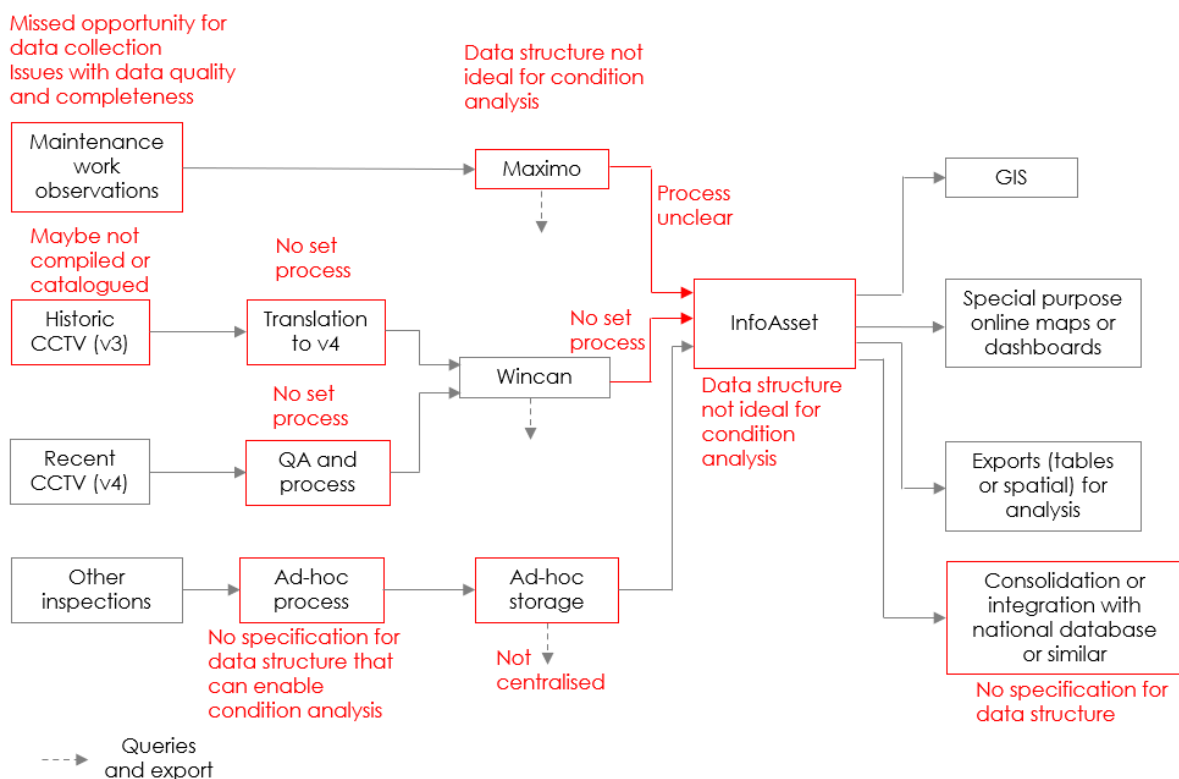 Missed opportunity for
data collection
Issues with data quality
and completeness
Data structure not
ideal for condition
analysis
Maintenance
work
observations
Maximo
GIS
Process
unclear
Maybe not
compiled or
catalogued
No set
process
Historic
CCTV (v3)
Translation
to v4
No set
process
InfoAsset
Special purpose
online maps or
dashboards
Wincan
No set
process
Data structure
not ideal for
condition
analysis
Recent
CCTV (v4)
QA and
process
Exports (tables
or spatial) for
analysis
Other
inspections
Ad-hoc
process
Ad-hoc
storage
Consolidation or
integration with
national database
or similar
No specification for
data structure that
can enable
condition analysis
Not
centralised
No specification for
data structure
Queries
and export